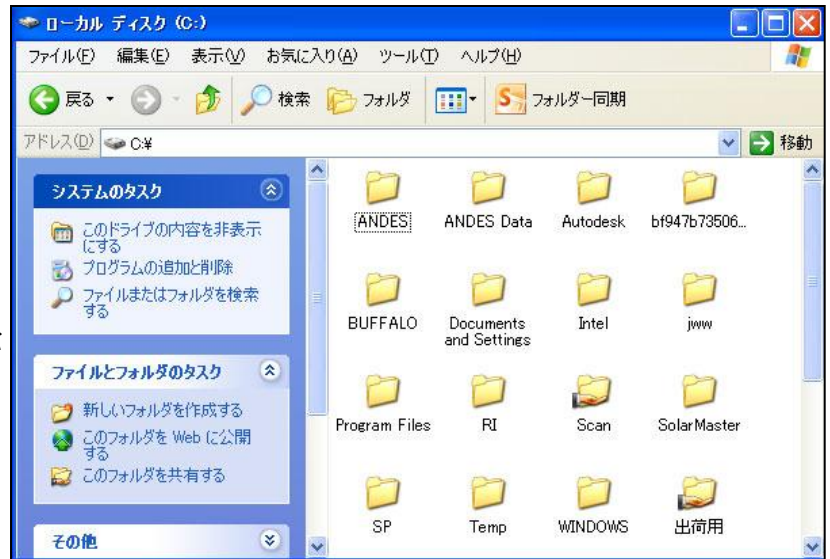 ローカル ディスク (C:)
ファイル(F) 編集(E) 表示(V) お気に入り(A) ツール(T) ヘルプ(H)
戻る 検索 フォルダ フォルダー同期
アドレス(D) C:¥ 移動
システムのタスク
このドライブの内容を非表示
にする
プログラムの追加と削除
ファイルまたはフォルダを検索
する
ファイルとフォルダのタスク
新しいフォルダを作成する
このフォルダを Web に公開
する
このフォルダを共有する
その他
ANDES ANDES Data Autodesk bf947b73506...
BUFFALO Documents and Settings Intel jww
Program Files RI Scan SolarMaster
SP Temp WINDOWS 出荷用